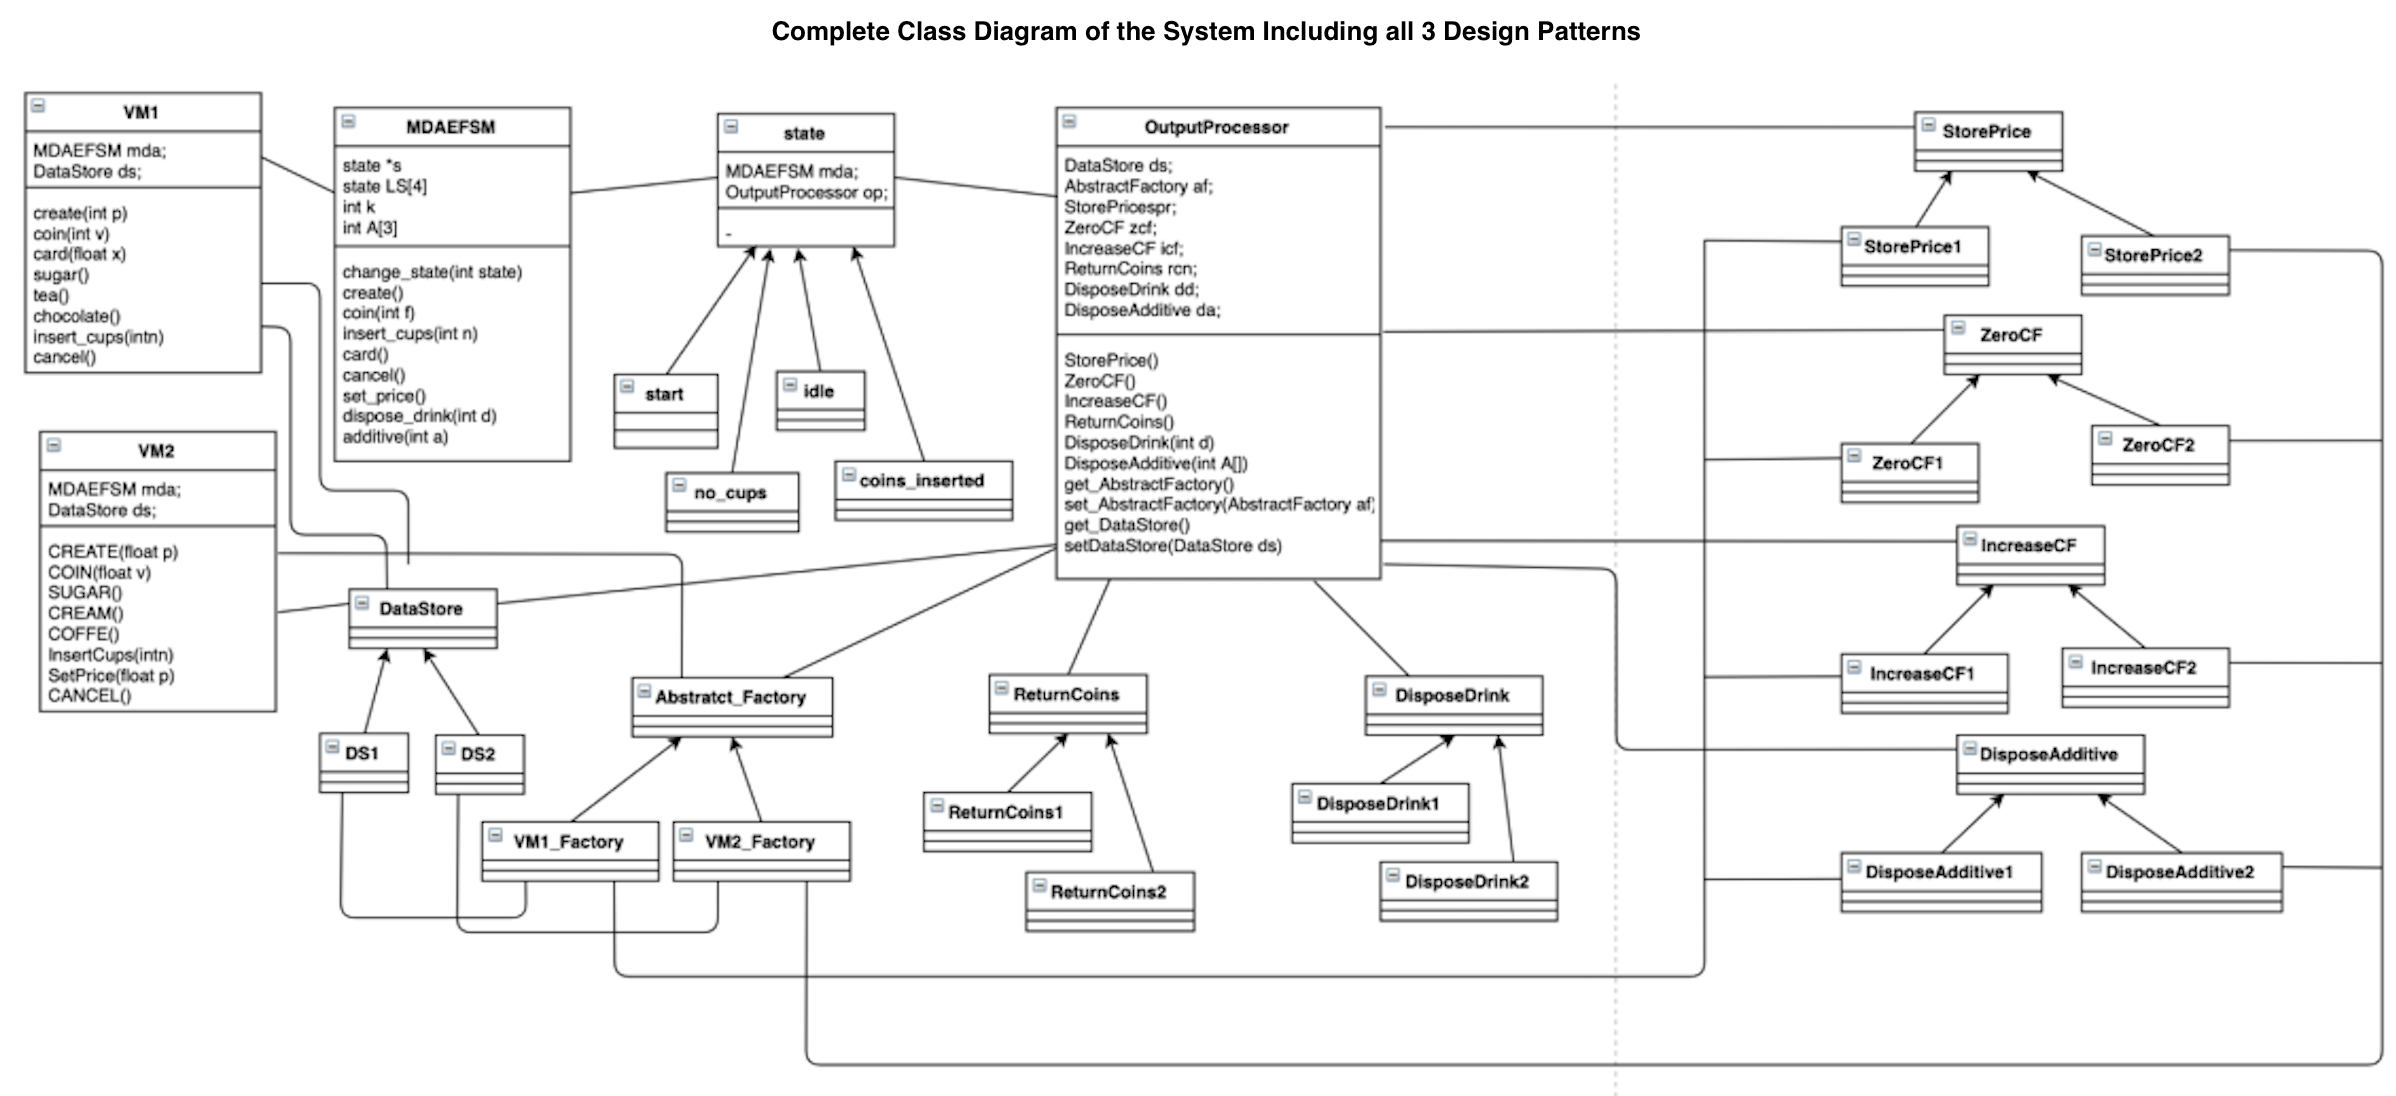 Complete Class Diagram of the System Including all 3 Design Patterns
VM1
MDAEFSM mda;
DataStore ds;
create(int p)
coin(int v)
card(float x)
sugar()
tea()
chocolate()
insert_cups(intn)
cancel()
MDAEFSM
state *s
state LS[4]
int k
int A[3]
change_state(int state)
create()
coin(int f)
insert_cups(int n)
card()
cancel()
set_price()
dispose_drink(int d)
additive(int a)
state
MDAEFSM mda;
OutputProcessor op;
-
start
idle
no_cups
coins_inserted
OutputProcessor
DataStore ds;
AbstractFactory af;
StorePricespr;
ZeroCF zcf;
IncreaseCF icf;
ReturnCoins rcn;
DisposeDrink dd;
DisposeAdditive da;
StorePrice()
ZeroCF()
IncreaseCF()
ReturnCoins()
DisposeDrink(int d)
DisposeAdditive(int A[])
get_AbstractFactory()
set_AbstractFactory(AbstractFactory af)
get_DataStore()
setDataStore(DataStore ds)
StorePrice
StorePrice1
StorePrice2
ZeroCF
ZeroCF1
ZeroCF2
IncreaseCF
IncreaseCF1
IncreaseCF2
DisposeAdditive
DisposeAdditive1
DisposeAdditive2
VM2
MDAEFSM mda;
DataStore ds;
CREATE(float p)
COIN(float v)
SUGAR()
CREAM()
COFFE()
InsertCups(intn)
SetPrice(float p)
CANCEL()
DataStore
DS1
DS2
Abstratct_Factory
VM1_Factory
VM2_Factory
ReturnCoins
ReturnCoins1
ReturnCoins2
DisposeDrink
DisposeDrink1
DisposeDrink2